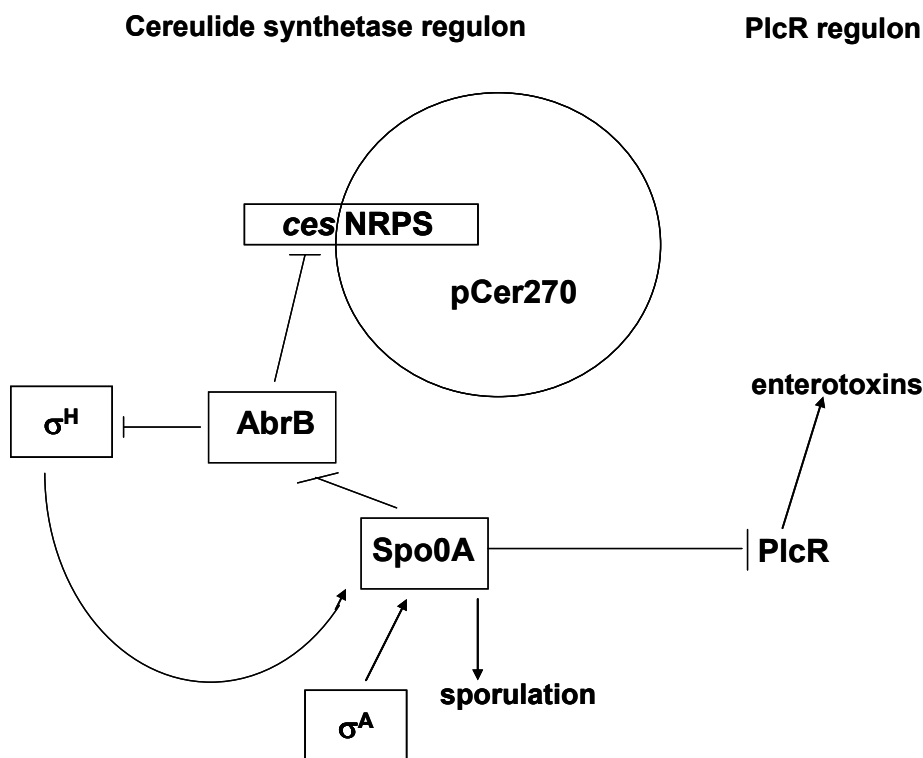 Cereulide synthetase regulon
PlcR regulon
ces NRPS
pCer270
enterotoxins
σH
AbrB
Spo0A
PlcR
sporulation
σA